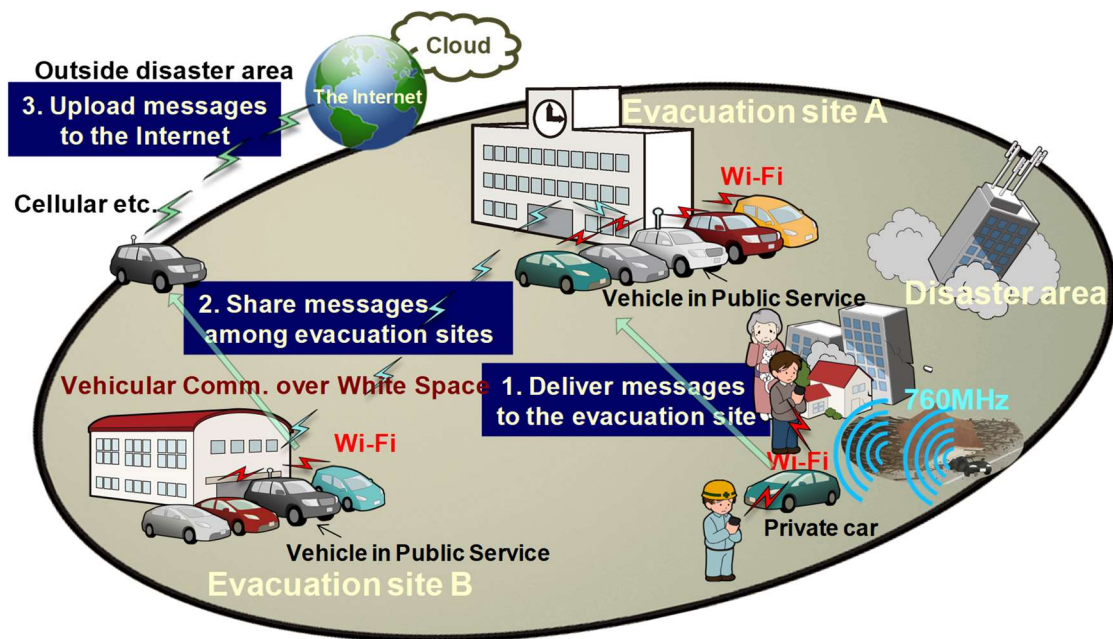 Cloud
Outside disaster area
The Internet
3. Upload messages
to the Internet
Evacuation site A
Wi-Fi
Cellular etc.
Vehicle in Public Service
Disaster area
2. Share messages
among evacuation sites
Vehicular Comm. over White Space
1. Deliver messages
to the evacuation site
760MHz
Wi-Fi
Wi-Fi
Private car
Vehicle in Public Service
Evacuation site B